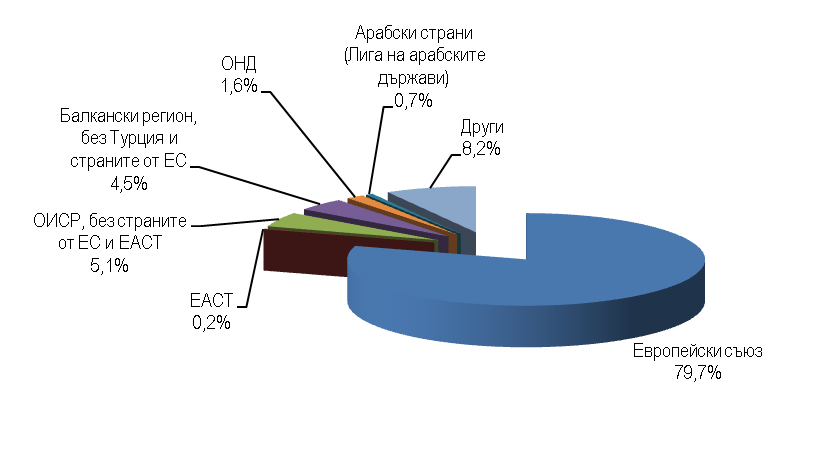 Арабски страни
(Лига на арабските
държави)
0,7%
ОНД
1,6%
Балкански регион,
без Турция и
страните от ЕС
4,5%
Други
8,2%
ОИСР, без страните
от ЕС и ЕАСТ
5,1%
ЕАСТ
0,2%
Европейски съюз
79,7%